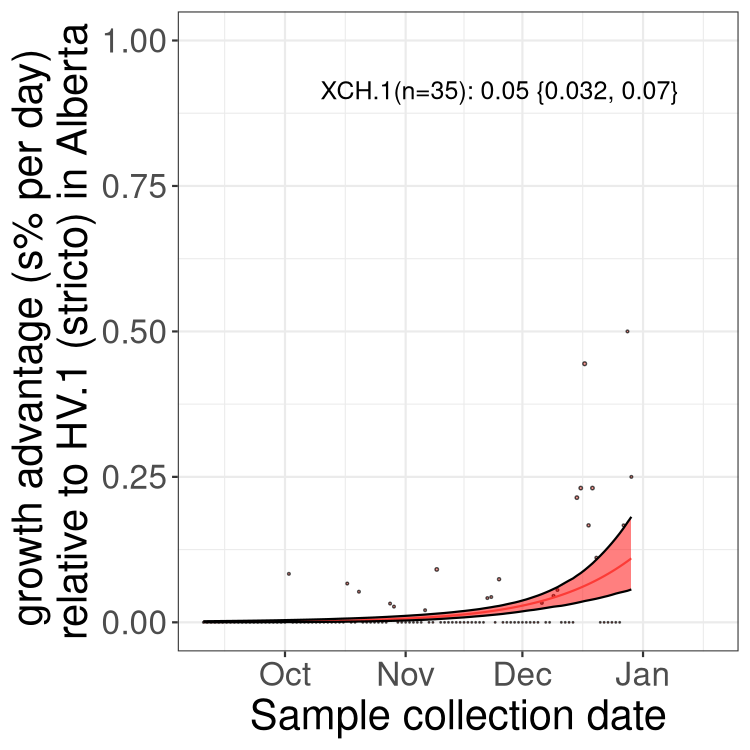 growth advantage (s% per day)
relative to HV.1 (stricto) in Alberta
1.00
0.75
0.50
0.25
0.00
XCH.1(n=35): 0.05 {0.032, 0.07}
Oct Nov Dec Jan
Sample collection date